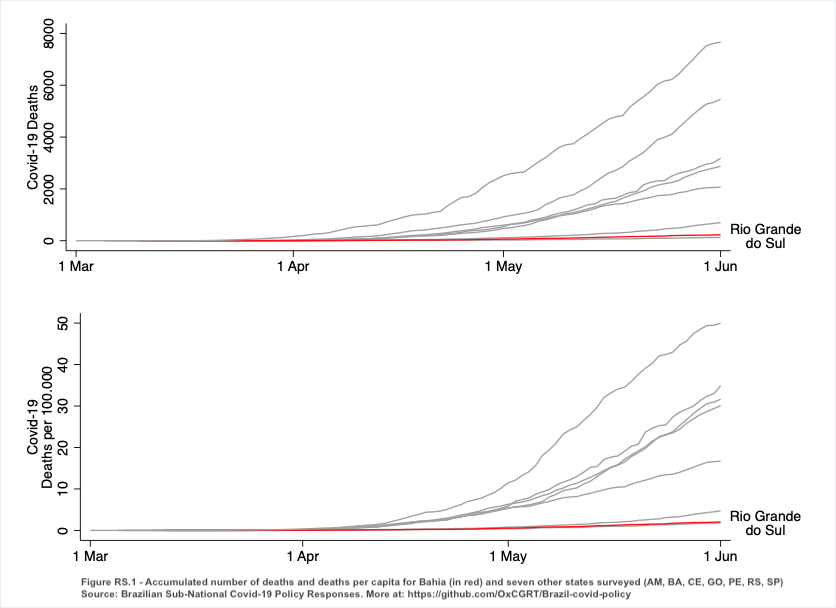 8000
6000
4000
2000
0
Covid-19 Deaths
Rio Grande
do Sul
1 Mar 1 Apr 1 May 1 Jun
50
40
30
20
10
0
Covid-19
Deaths per 100.000
Rio Grande
do Sul
1 Mar 1 Apr 1 May 1 Jun
Figure RS.1 - Accumulated number of deaths and deaths per capita for Bahia (in red) and seven other states surveyed (AM, BA, CE, GO, PE, RS, SP)
Source: Brazilian Sub-National Covid-19 Policy Responses. More at: https://github.com/OxCGRT/Brazil-covid-policy